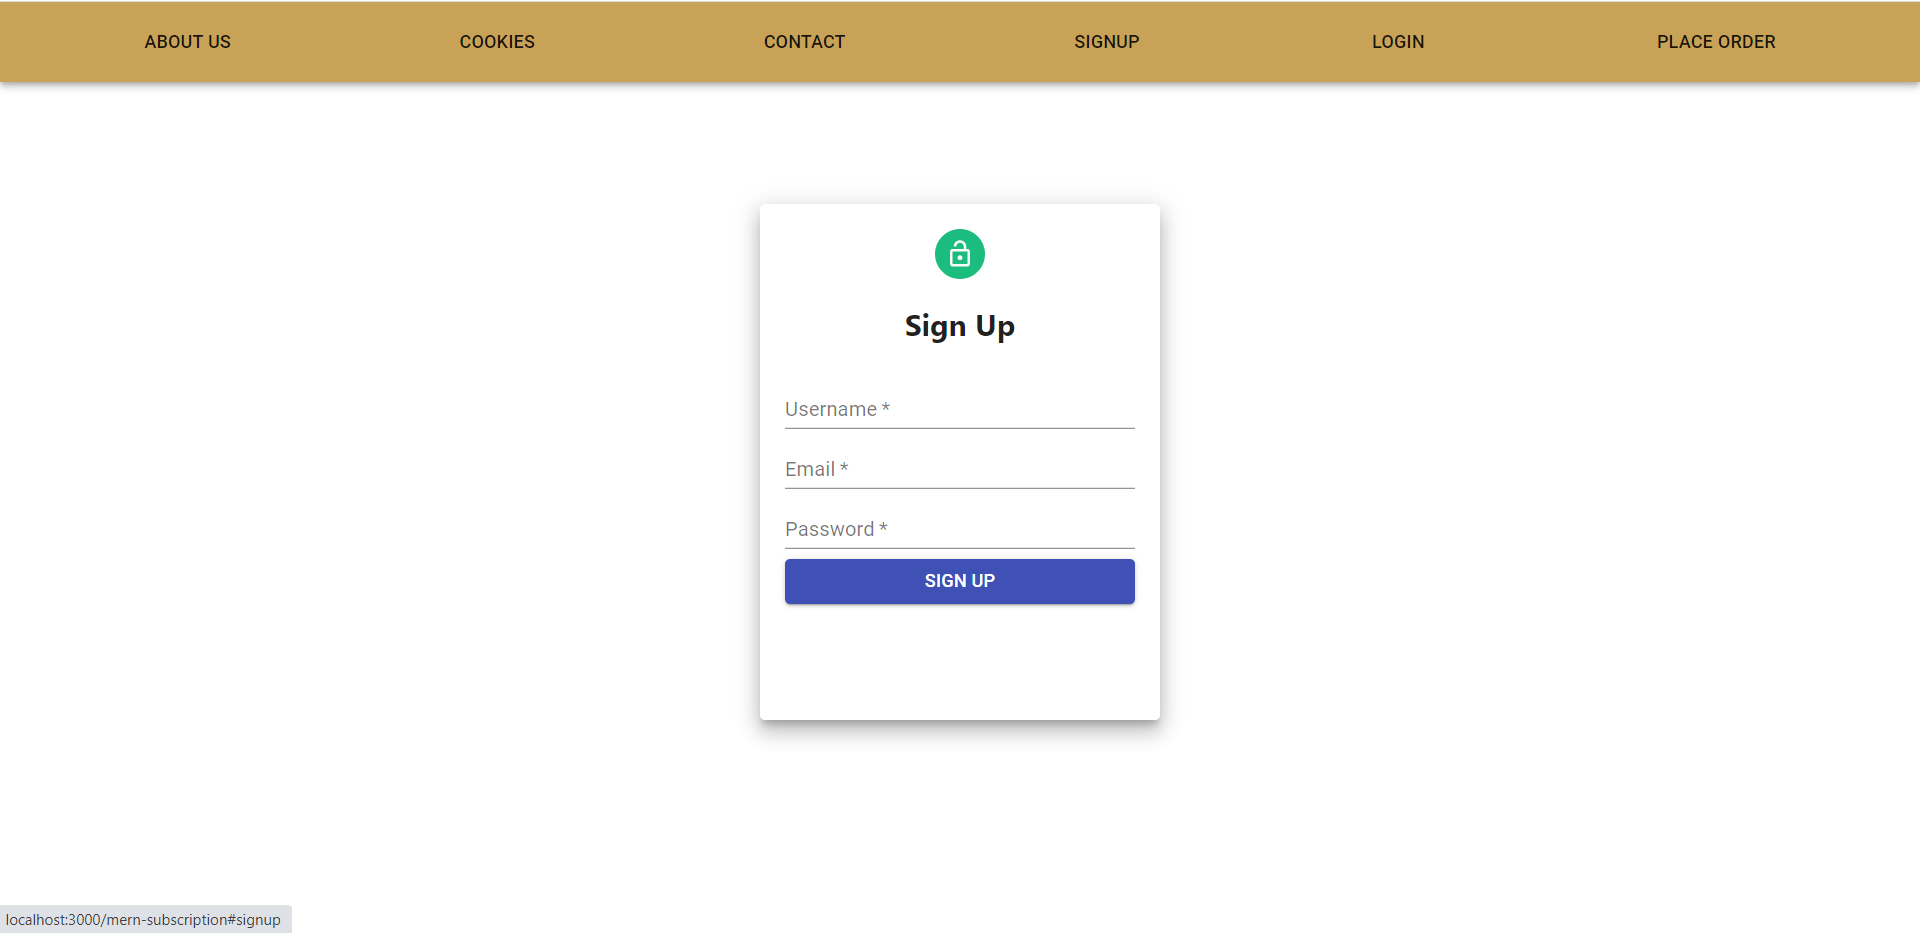 ABOUT US COOKIES CONTACT SIGNUP LOGIN PLACE ORDER
Sign Up
Username *
Email *
Password *
SIGN UP
localhost:3000/mern-subscription#signup